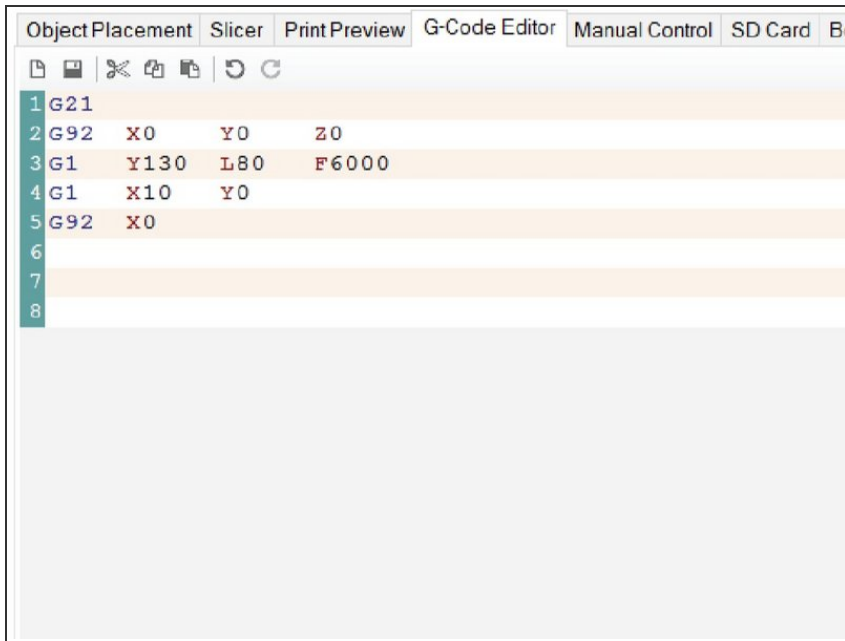 Object Placement Slicer Print Preview G-Code Editor Manual Control SD Card
1 G21
2 G92 X0 Y0 Z0
3 G1 Y130 L80 F6000
4 G1 X10 Y0
5 G92 X0
6
7
8